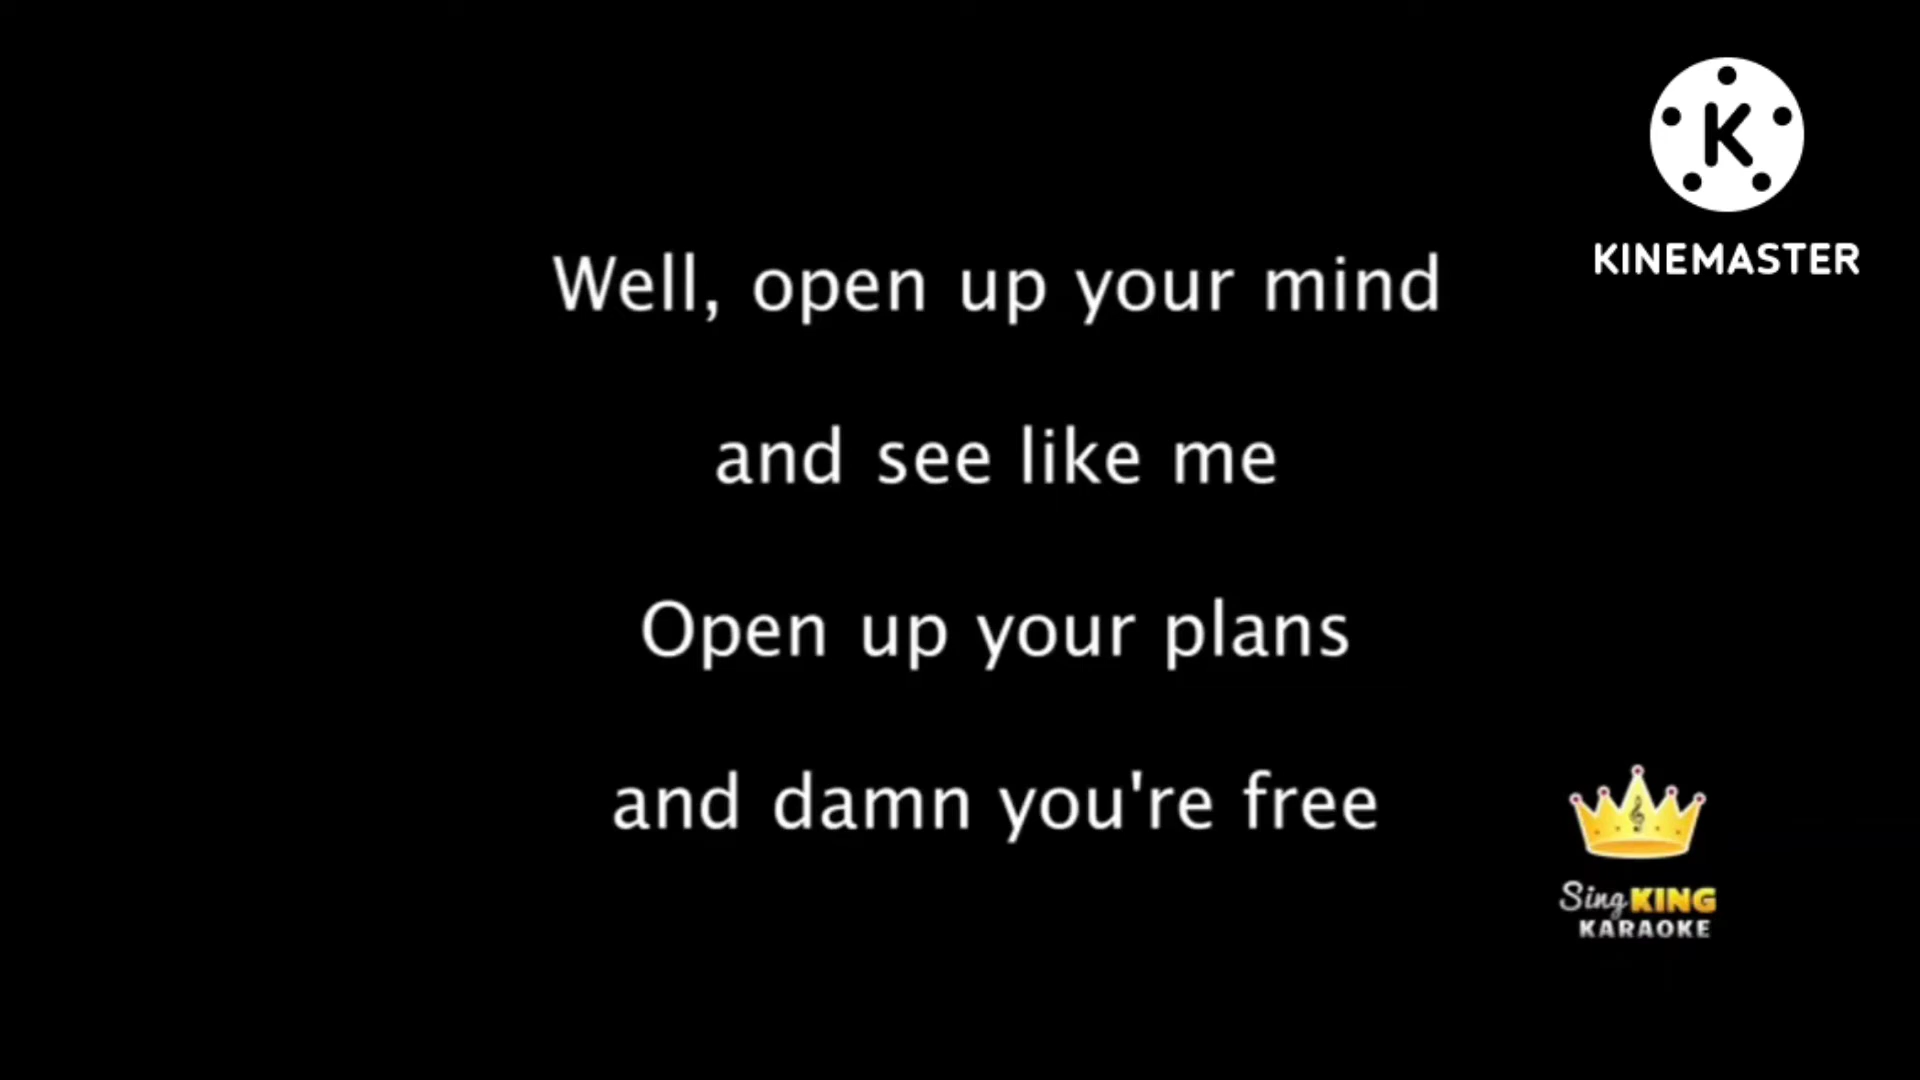 K
KINEMASTER
Well, open up your mind
and see like me
Open up your plans
and damn you're free
Sing KING
KARAOKE